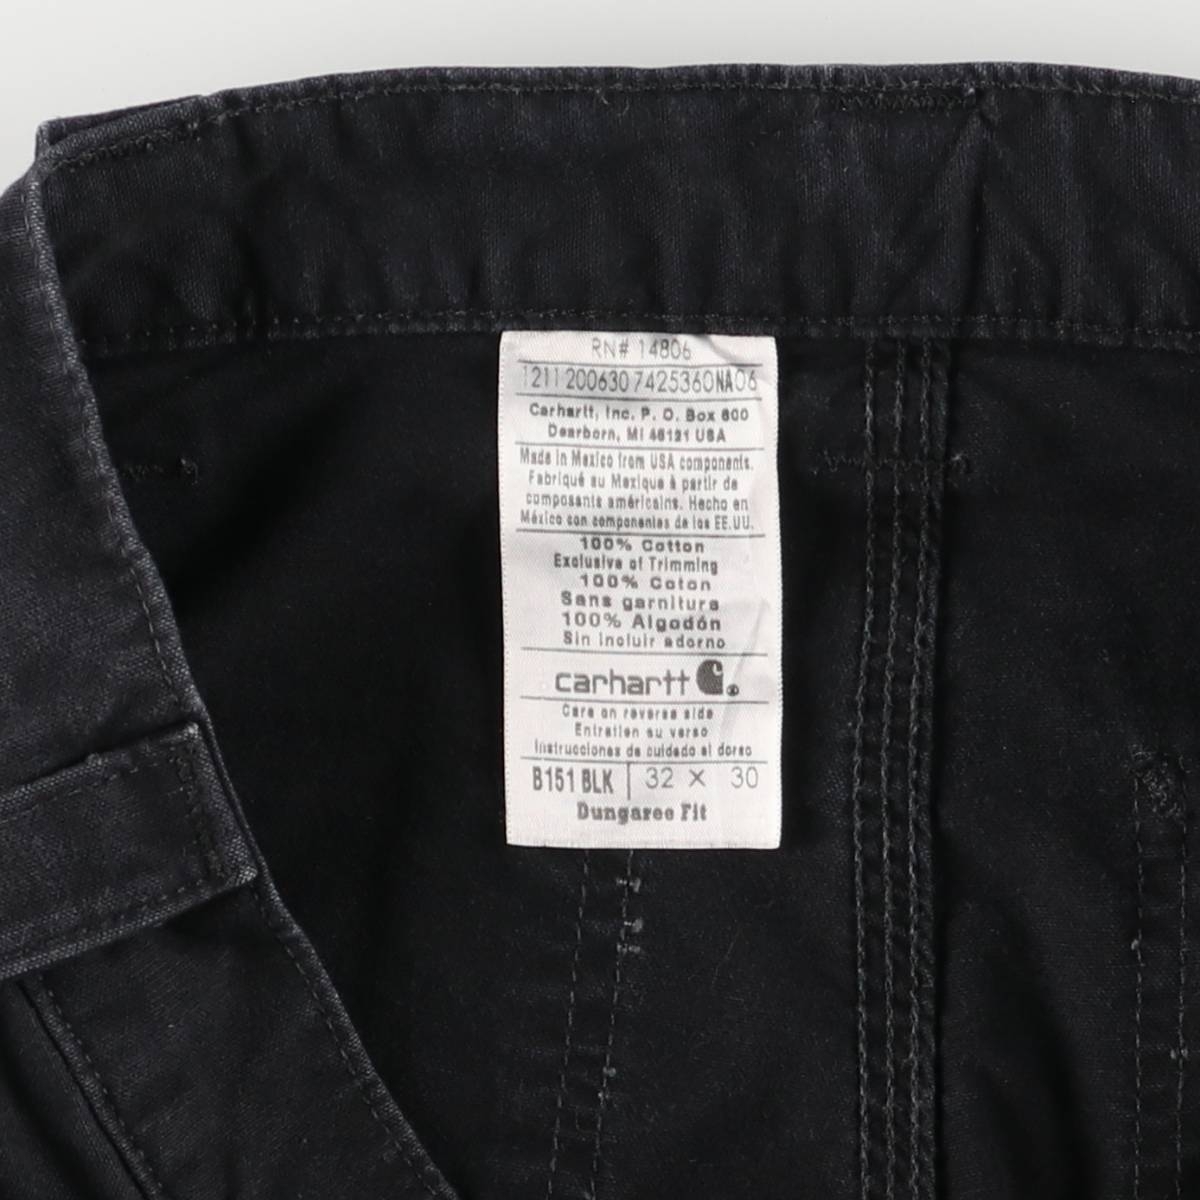 RN# 14806
1211 200630 7425360NA06
Carhartt, Inc. P. O. Box 600
Dearborn, MI 48121 USA
Made in Mexico from USA components.
Fabriqué au Mexique à partir de
composants américains. Hecho en
México con componentes de los EE.UU.
100% Cotton
Exclusive of Trimming
100% Coton
Sans garniture
100% Algodón
Sin incluir adorno
carhartt ®
Care on reverse side
Entretien au verso
Instrucciones de cuidado al dorso
B151 BLK | 32 X 30
Dungaree Fit